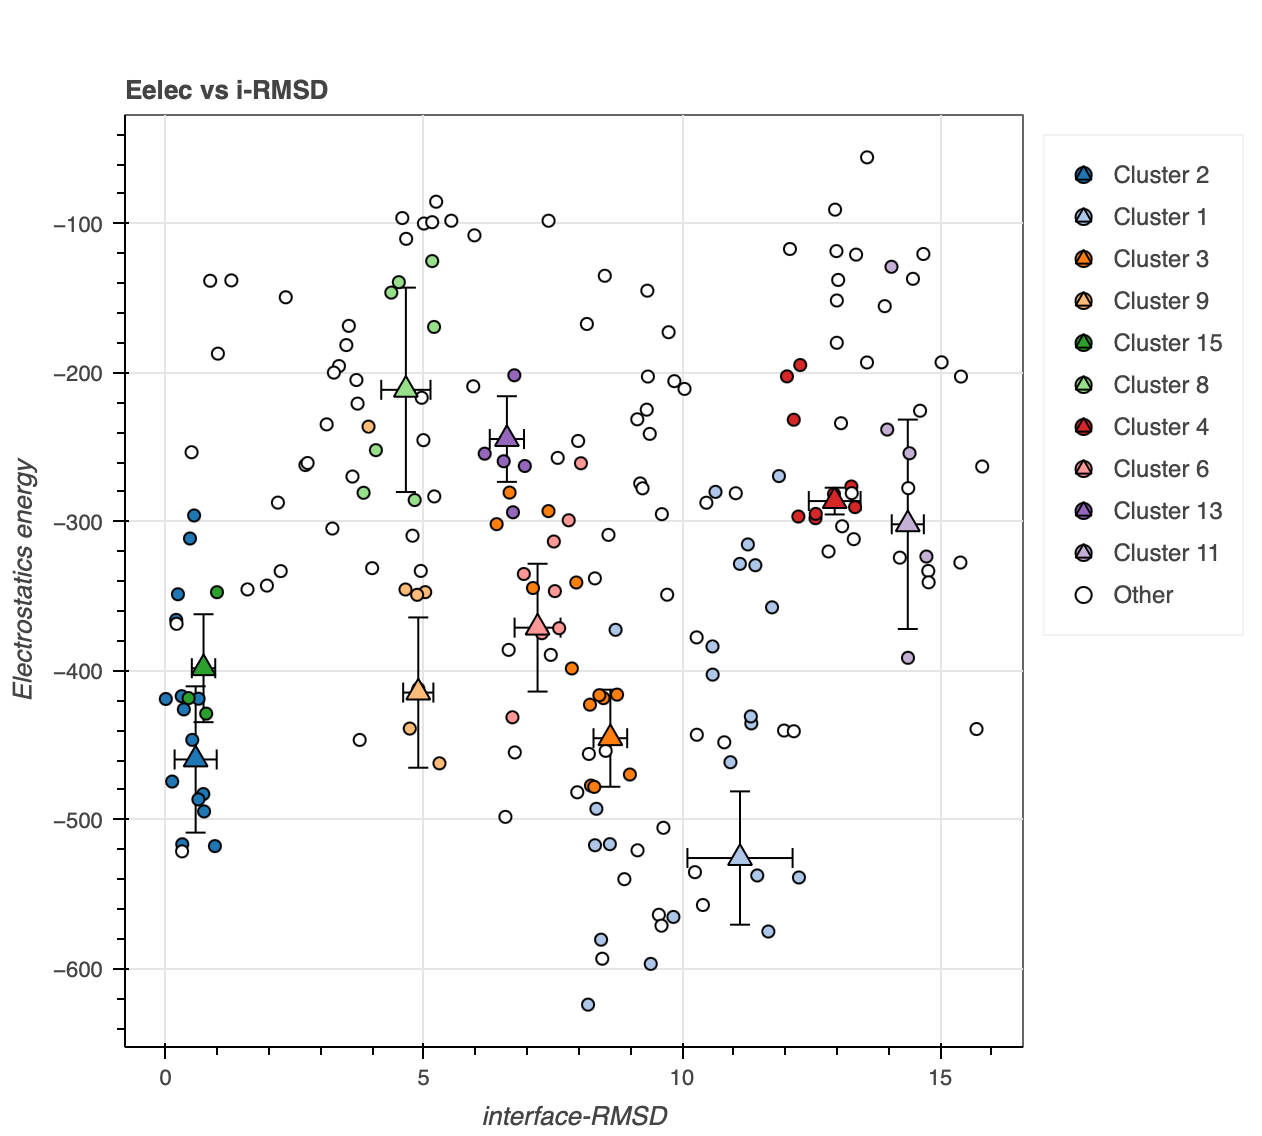 Eelec vs i-RMSD
Electrostatics energy
−100
−200
−300
−400
−500
−600
0
5
10
15
interface-RMSD
Cluster 2
Cluster 1
Cluster 3
Cluster 9
Cluster 15
Cluster 8
Cluster 4
Cluster 6
Cluster 13
Cluster 11
Other